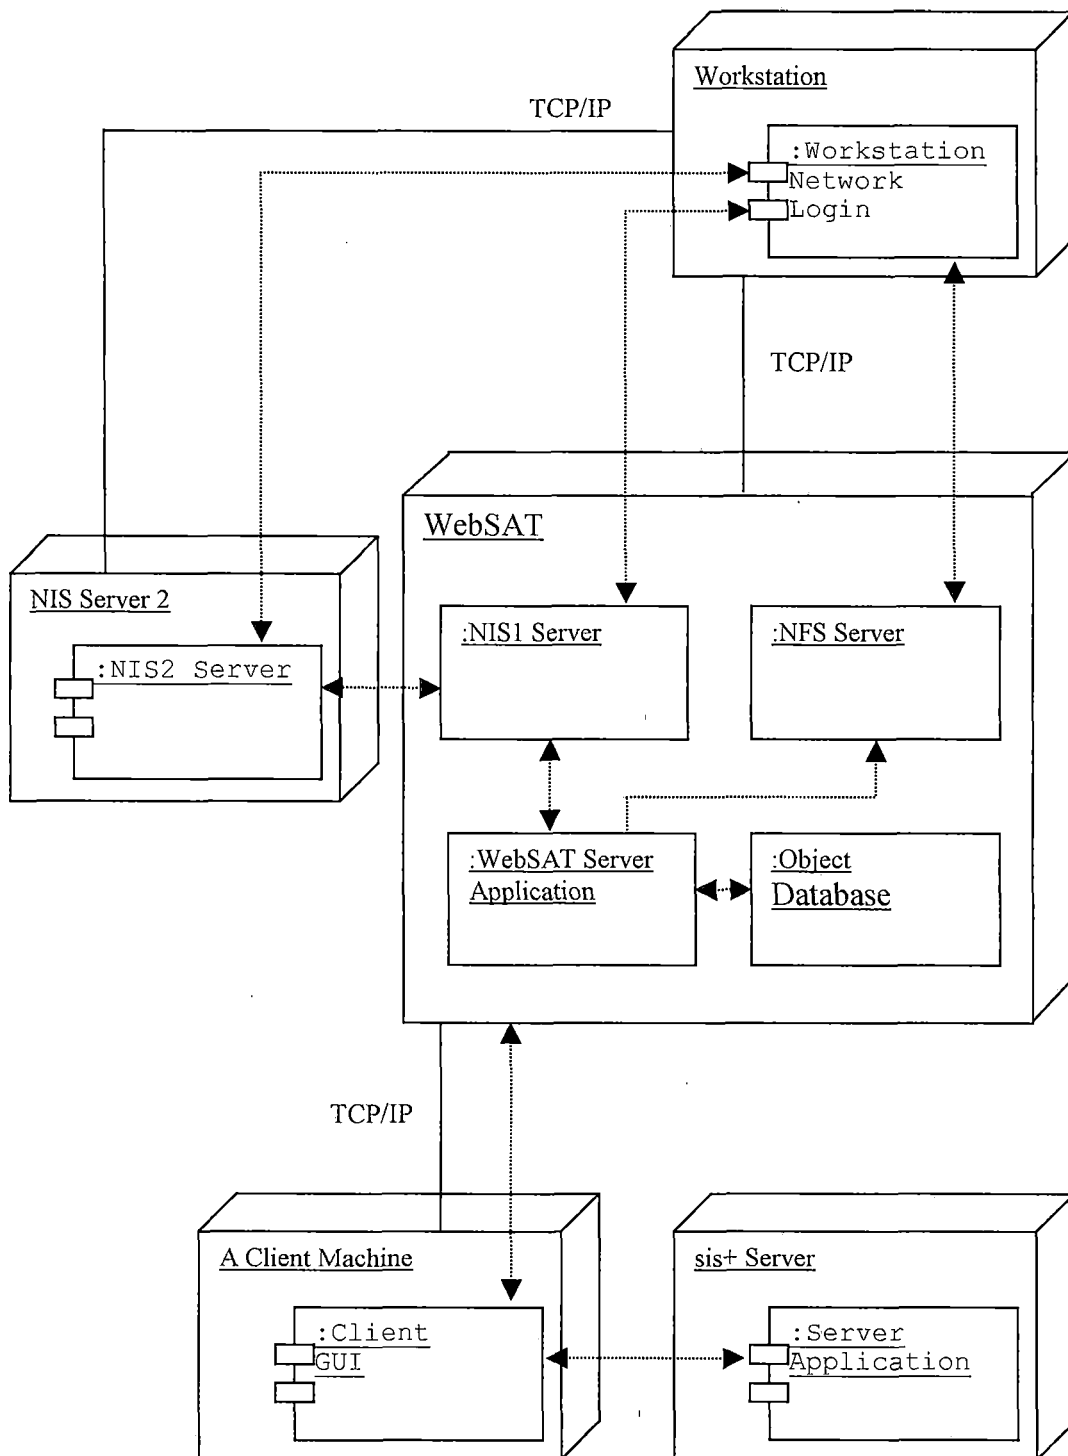 Workstation
TCP/IP
:Workstation
Network
Login
TCP/IP
WebSAT
NIS Server 2
:NIS1 Server
:NFS Server
:NIS2 Server
:WebSAT Server
Application
:Object
Database
TCP/IP
A Client Machine
sis+ Server
:Client
GUI
:Server
Application